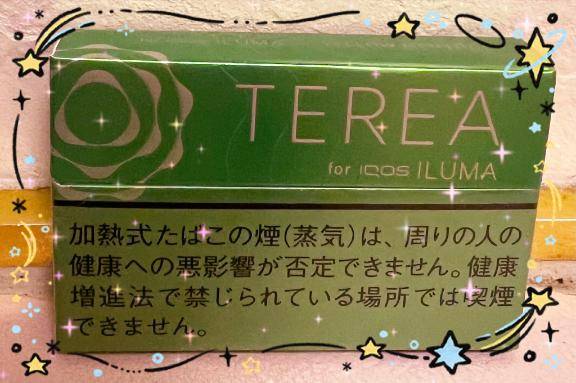 TEREA
for IQOS ILUMA
加熱式たばこの煙(蒸気)は、周りの人の
健康への悪影響が否定できません。健康
増進法で禁じられている場所では喫煙
できません。